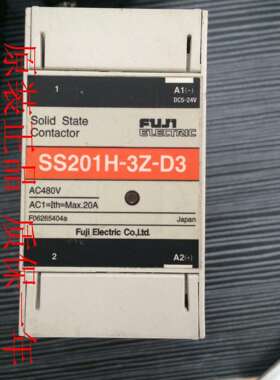 1
A1(-)
DC5-24V
Solid State
Contactor
FUJI
ELECTRIC
SS201H-3Z-D3
AC480V
AC1=Ith=Max.20A
F06265404a
Japan
Fuji Electric Co,Ltd.
2
A2(-)
原装正品 质保一年